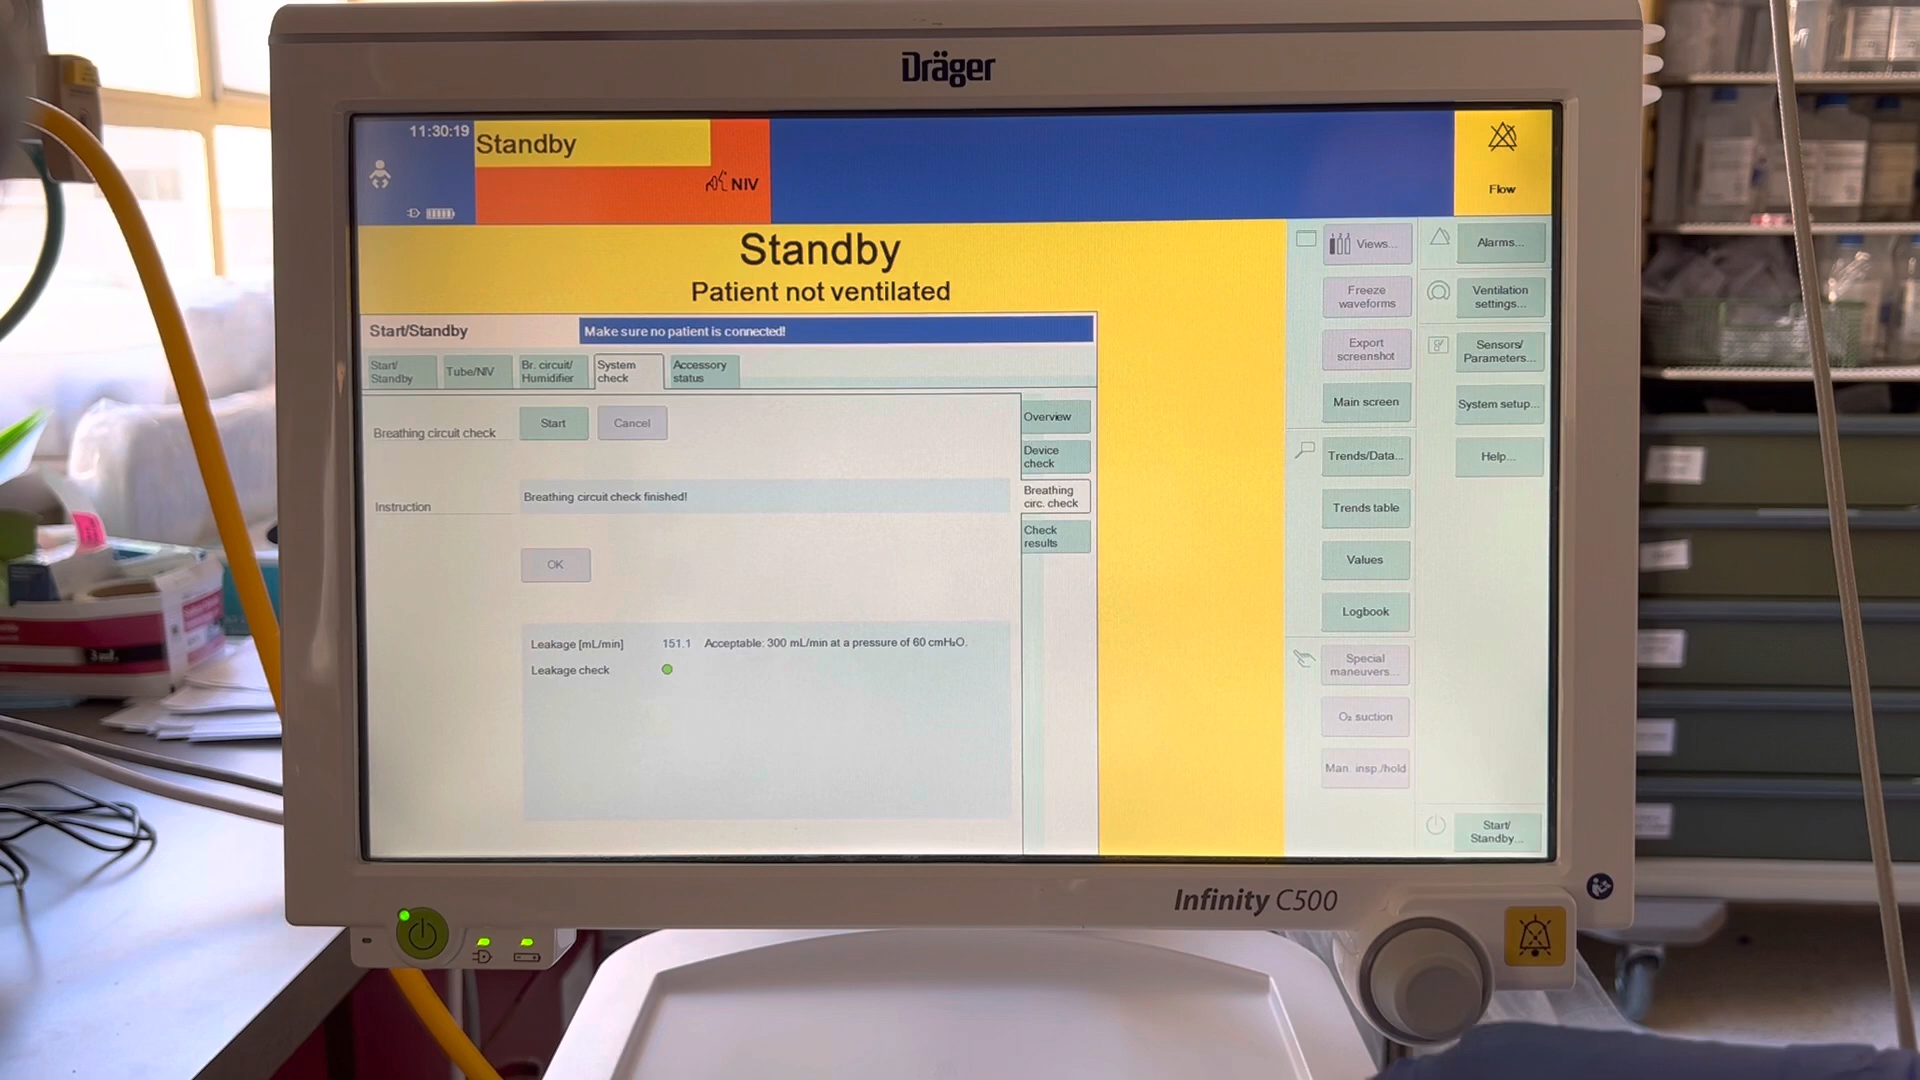 Dräger
11:30:19
Standby
NIV
Flow
Standby
Patient not ventilated
Start/Standby
Make sure no patient is connected!
Start/
Standby
Tube/NIV
Br. circuit/
Humidifier
System
check
Accessory
status
Breathing circuit check
Start
Cancel
Overview
Device
check
Breathing
circ. check
Check
results
Instruction
Breathing circuit check finished!
OK
Leakage [mL/min]
151.1
Acceptable: 300 mL/min at a pressure of 60 cmH₂O.
Leakage check
Views...
Freeze
waveforms
Export
screenshot
Main screen
Trends/Data...
Trends table
Values
Logbook
Special
maneuvers...
O₂ suction
Man. insp./hold
Alarms...
Ventilation
settings...
Sensors/
Parameters...
System setup...
Help...
Start/
Standby...
Infinity C500
3 mL